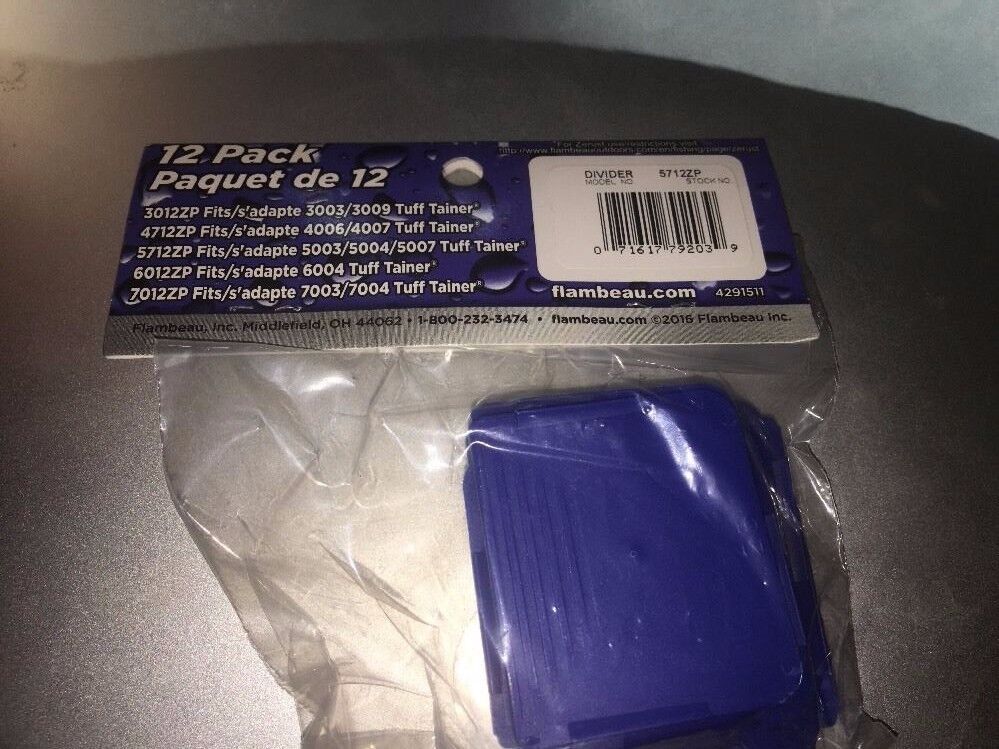 12 Pack
Paquet de 12
3012ZP Fits/s'adapte 3003/3009 Tuff Tainer®
4712ZP Fits/s'adapte 4006/4007 Tuff Tainer®
5712ZP Fits/s'adapte 5003/5004/5007 Tuff Tainer®
6012ZP Fits/s'adapte 6004 Tuff Tainer®
7012ZP Fits/s'adapte 7003/7004 Tuff Tainer®
*For Zerust use/restrictions visit
http://www.flambeauoutdoors.com/en/fishing/page/zerust
DIVIDER 5712ZP
MODEL NO STOCK NO
0 71617 79203 9
flambeau.com 4291511
Flambeau, Inc. Middlefield, OH 44062 • 1-800-232-3474 • flambeau.com ©2016 Flambeau Inc.